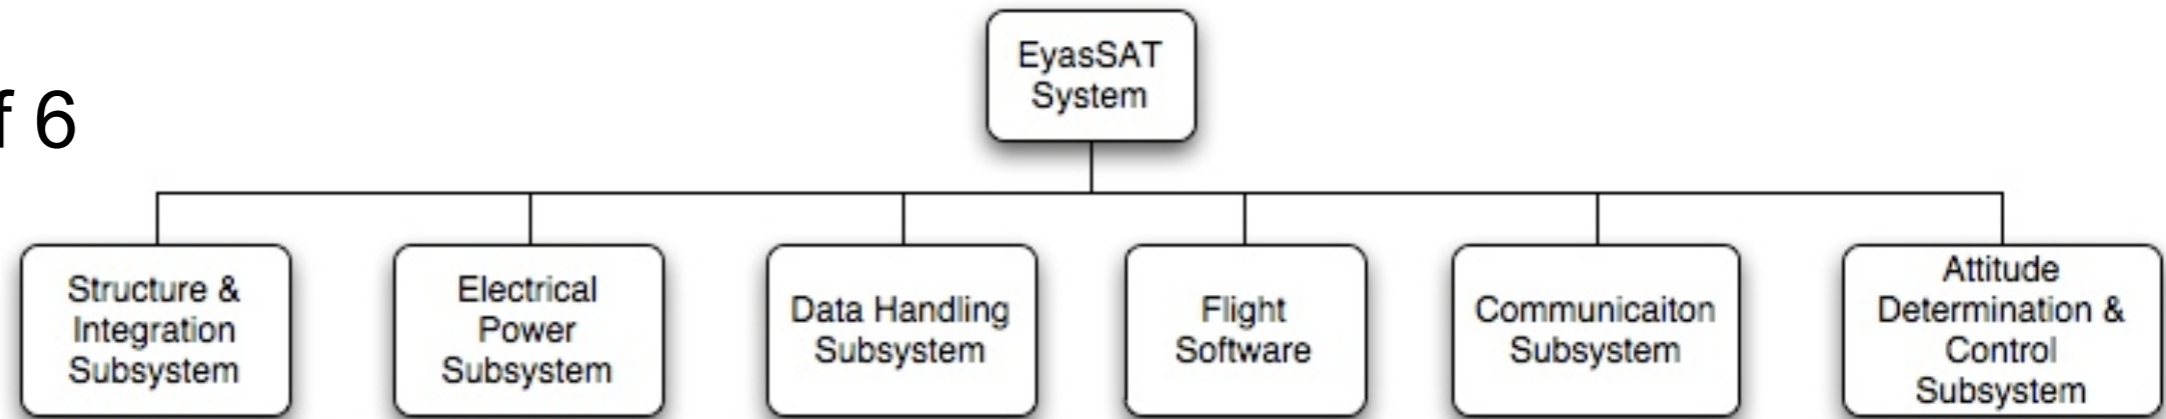 EyasSAT
System
f 6
Structure &
Integration
Subsystem
Electrical
Power
Subsystem
Data Handling
Subsystem
Flight
Software
Communicaiton
Subsystem
Attitude
Determination &
Control
Subsystem